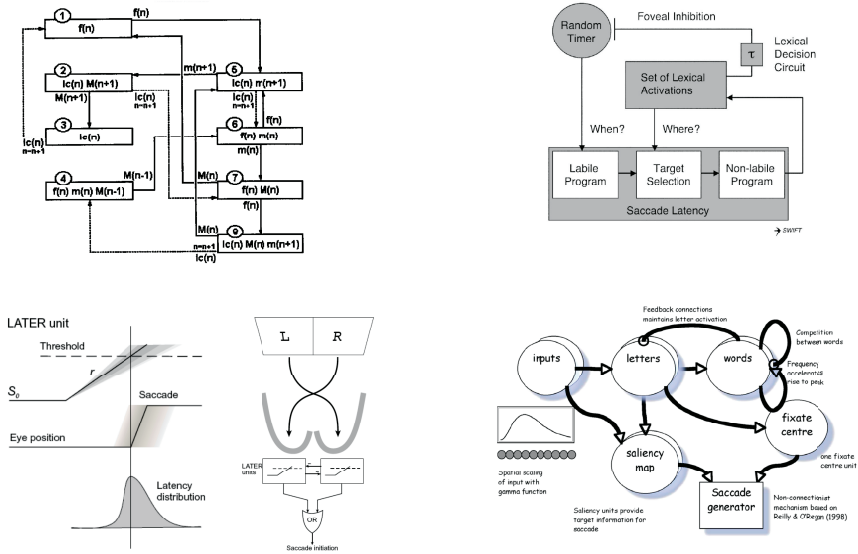 1
f(n)
f(n)
2
lc(n) M(n+1)
M(n+1)
lc(n)
n=n+1
3
lc(n)
lc(n)
n=n+1
4
f(n) m(n) M(n-1)
M(n-1)
m(n+1)
5
lc(n) m(n+1)
lc(n)
n=n+1
f(n)
6
f(n) m(n)
m(n)
M(n)
7
f(n) M(n)
f(n)
M(n)
lc(n) M(n) m(n+1)
n=n+1
lc(n)
Random
Timer
Foveal Inhibition
τ
Lexical
Decision
Circuit
Set of Lexical
Activations
When?
Where?
Labile
Program
Target
Selection
Non-labile
Program
Saccade Latency
SWIFT
LATER unit
Threshold
r
S0
Saccade
Eye position
Latency
distribution
L
R
LATER
units
OR
Saccade initiation
Feedback connections
maintains letter activation
Competition
between words
inputs
letters
words
Frequency
accelerates
rise to peak
fixate
centre
one fixate
centre unit
saliency
map
Spatial scaling
of input with
gamma function
Saccade
generator
Non-connectionist
mechanism based on
Reilly & O'Regan (1998)
Saliency units provide
target information for
saccade